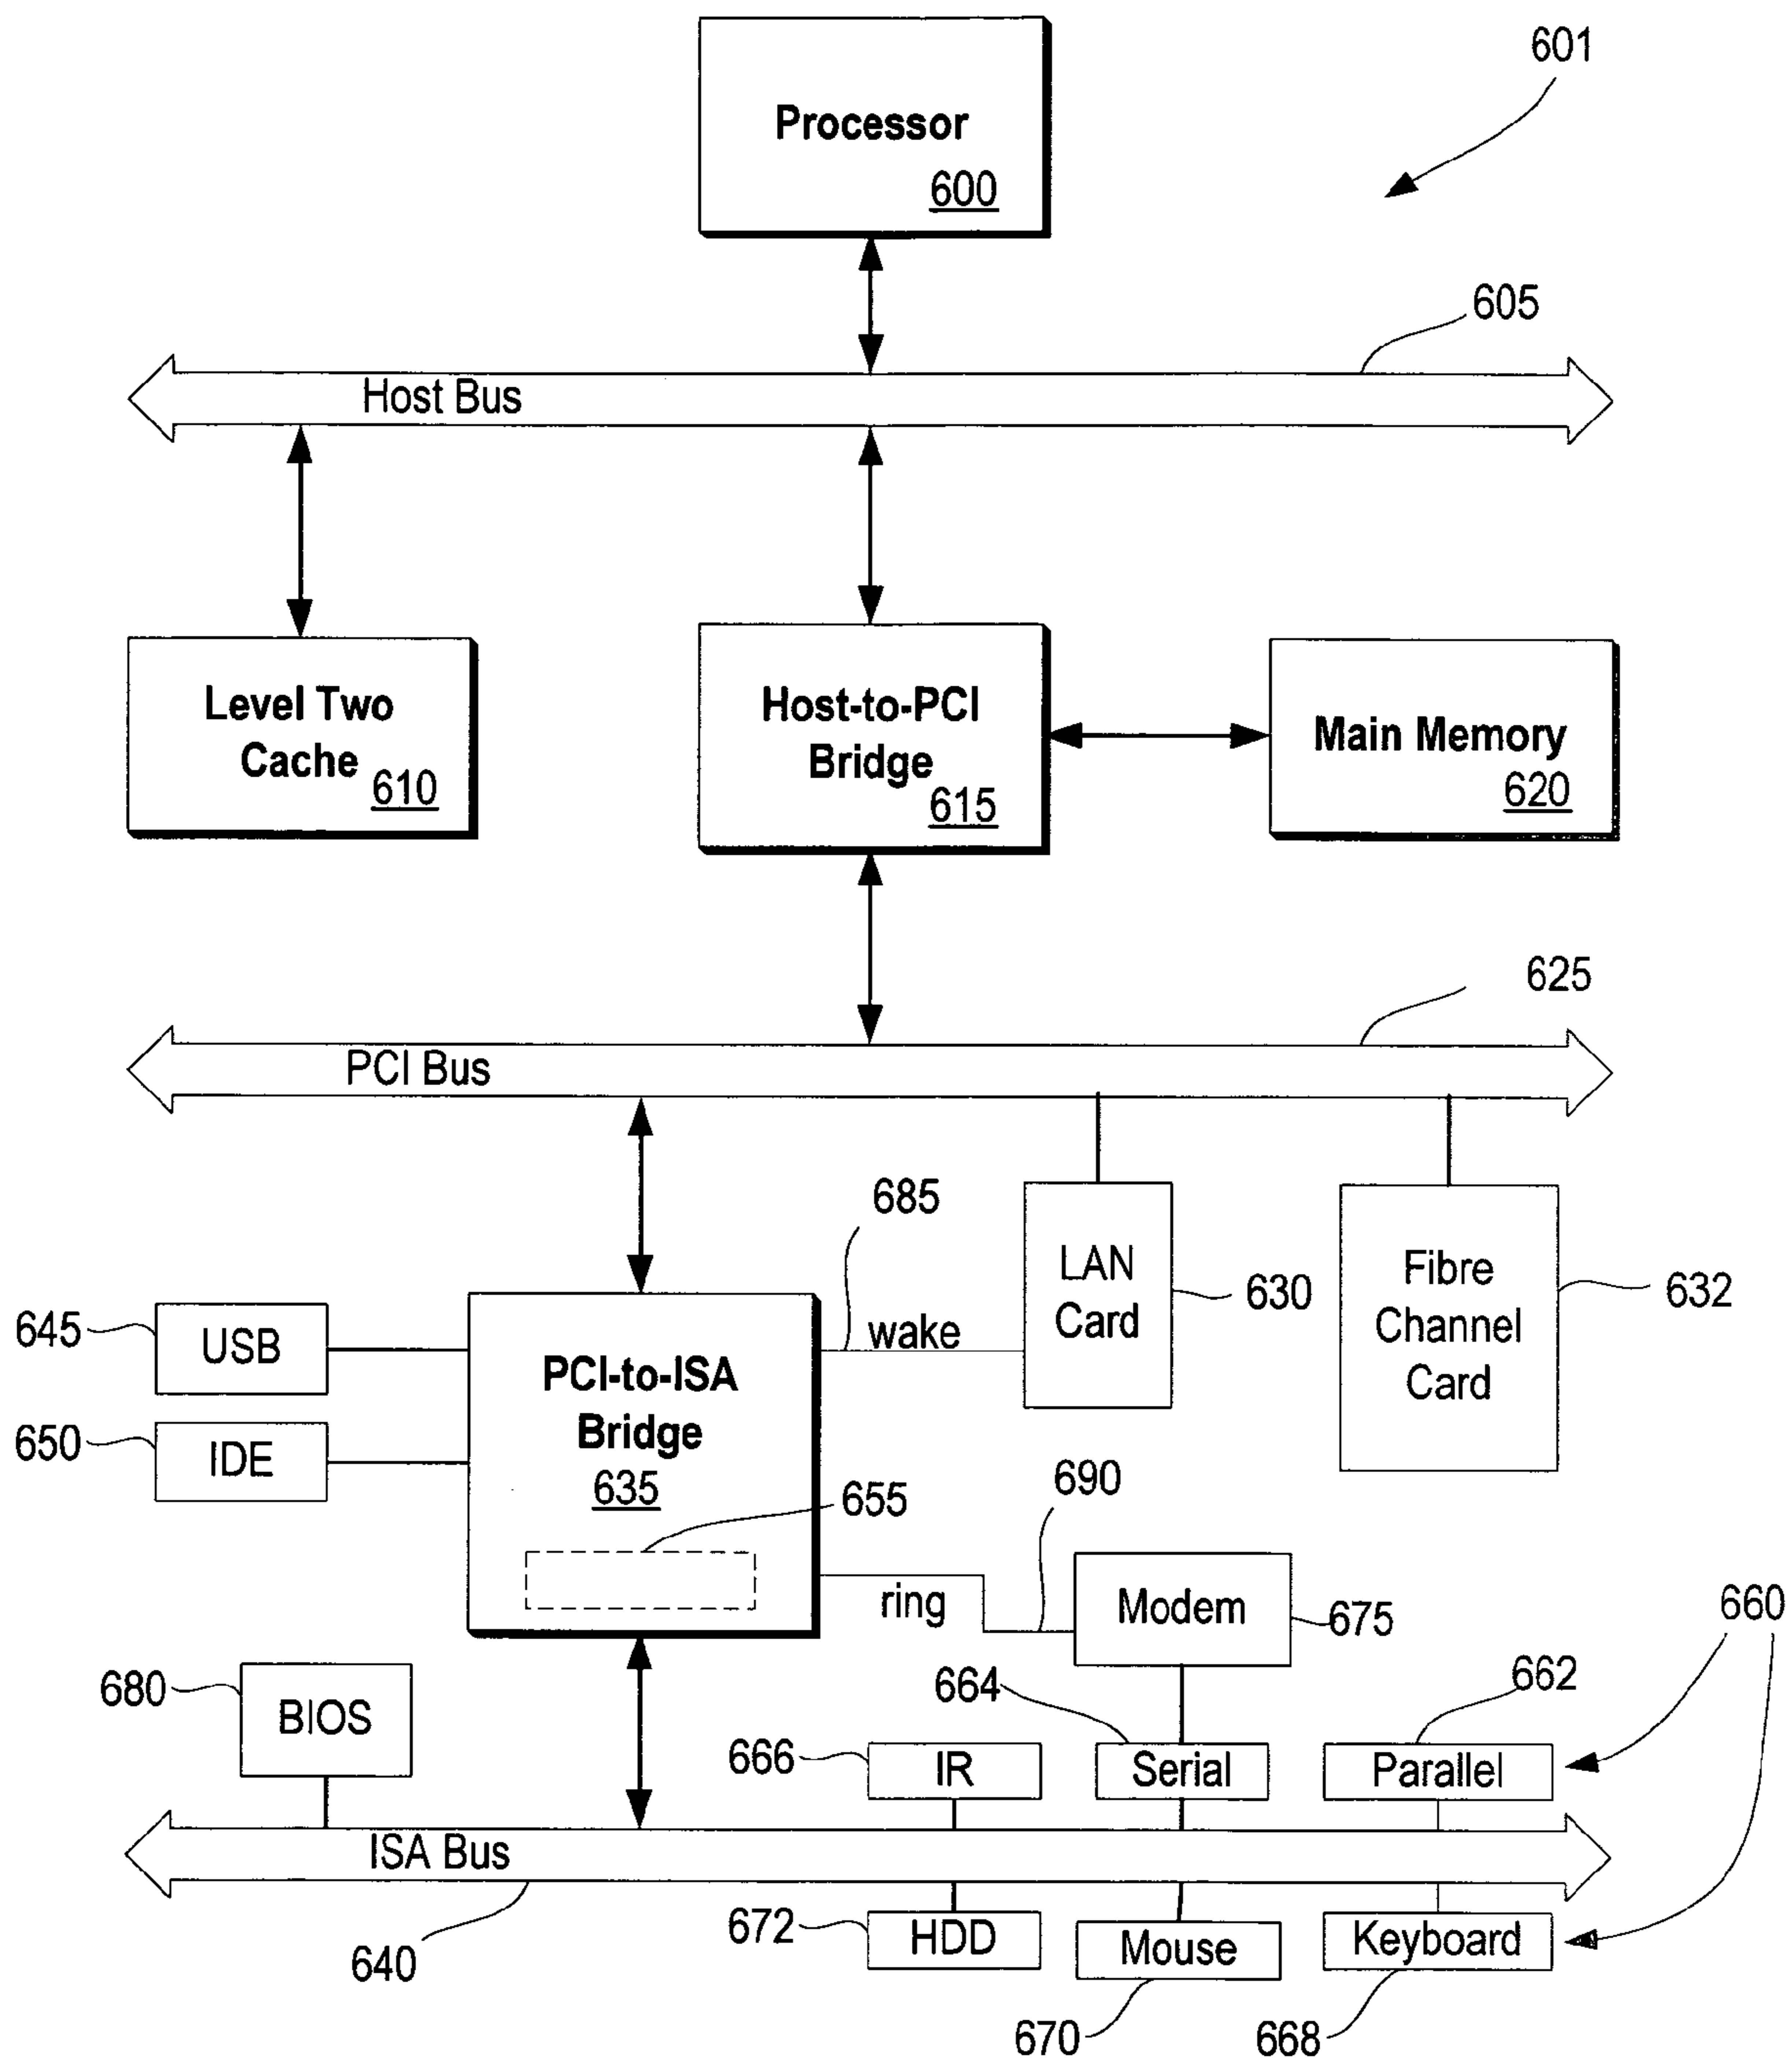 601
Processor
600
605
Host Bus
Level Two
Cache
610
Host-to-PCI
Bridge
615
Main Memory
620
625
PCI Bus
685
wake
LAN
Card
630
Fibre
Channel
Card
632
645
USB
650
IDE
PCI-to-ISA
Bridge
635
655
690
ring
Modem
675
660
680
BIOS
664
662
666
IR
Serial
Parallel
ISA Bus
640
672
HDD
Mouse
Keyboard
670
668